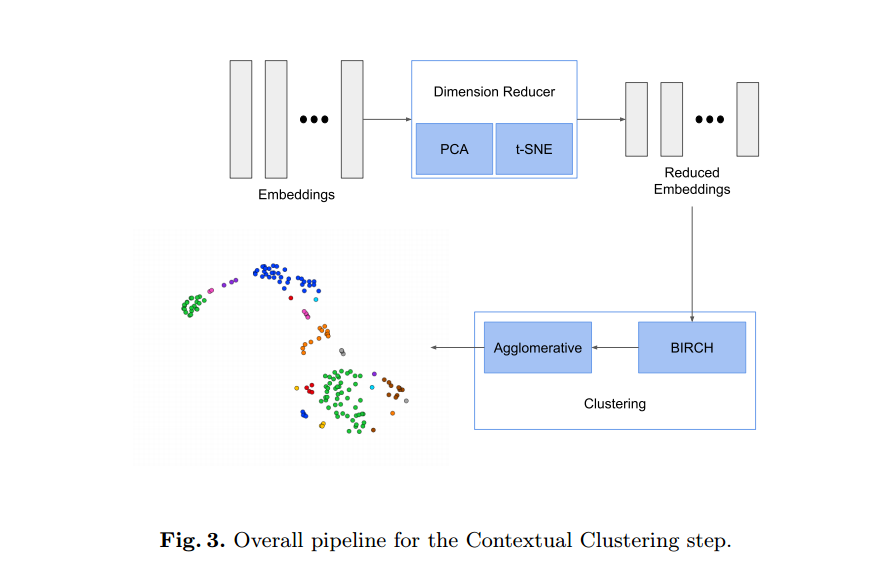 Dimension Reducer
PCA
t-SNE
Embeddings
Reduced
Embeddings
Agglomerative
BIRCH
Clustering
Fig. 3. Overall pipeline for the Contextual Clustering step.